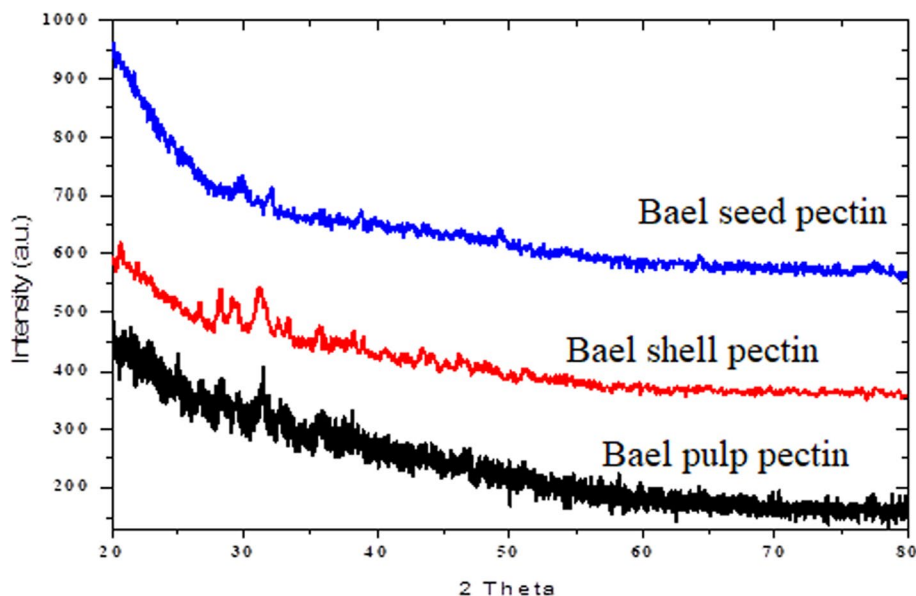 1000
900
800
700
600
500
400
300
200
Intensity (a.u.)
Bael seed pectin
Bael shell pectin
Bael pulp pectin
20 30 40 50 60 70 80
2 Theta